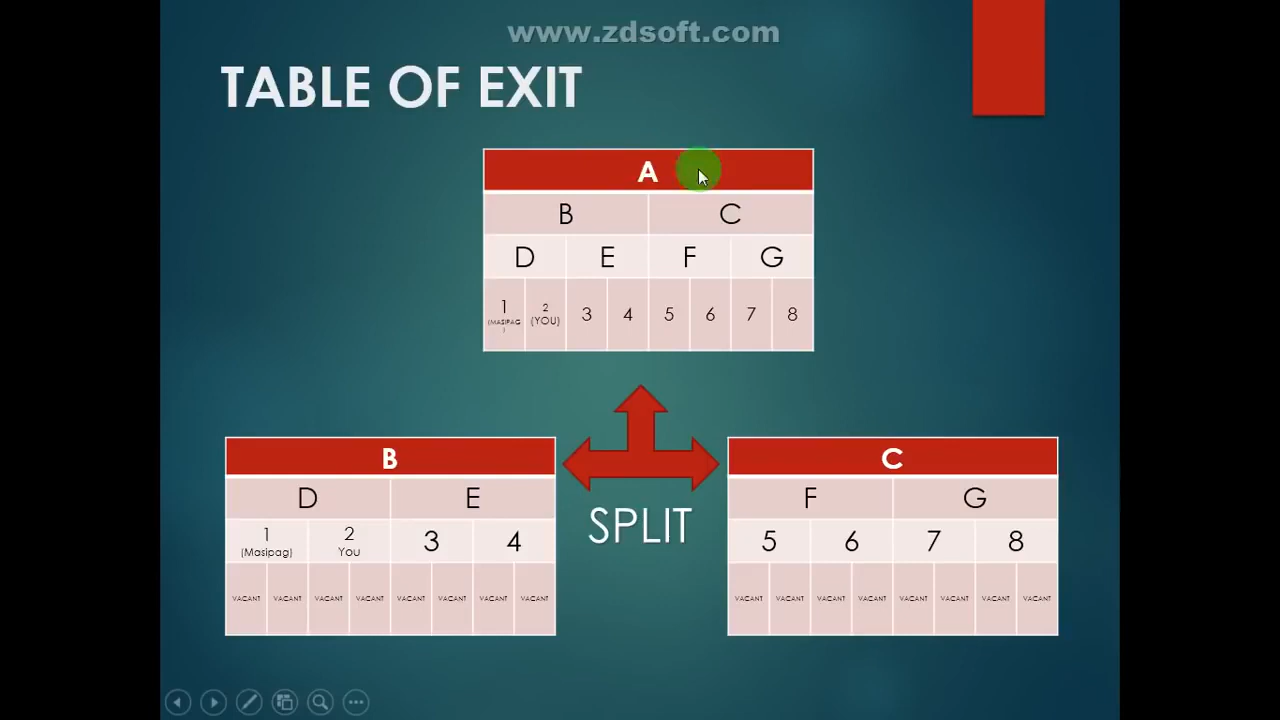 www.zdsoft.com
TABLE OF EXIT
A
B C
D E F G
1 2 3 4 5 6 7 8
(MASIPAG) (YOU)
SPLIT
B
D E
1 2 3 4
(Masipag) You
VACANT VACANT VACANT VACANT VACANT VACANT VACANT VACANT
C
F G
5 6 7 8
VACANT VACANT VACANT VACANT VACANT VACANT VACANT VACANT